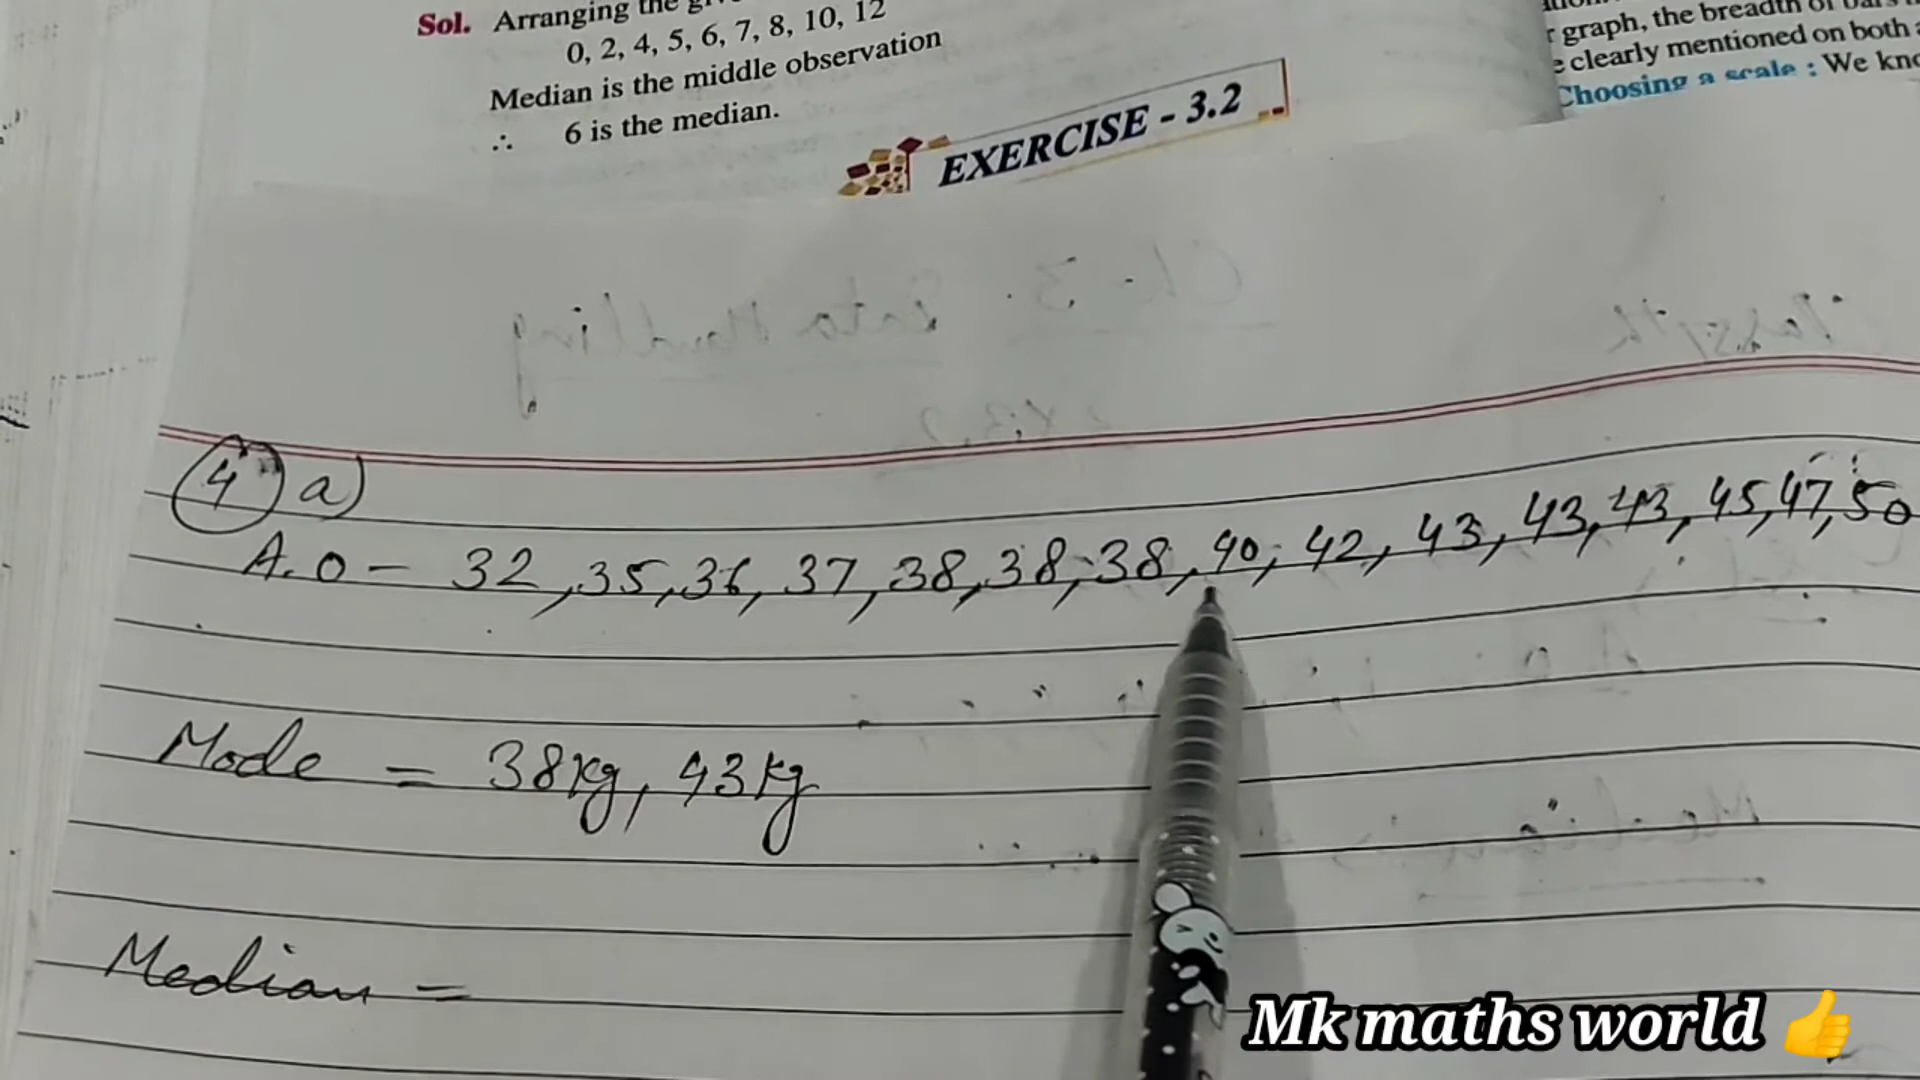 Sol. Arranging the
0, 2, 4, 5, 6, 7, 8, 10, 12
Median is the middle observation
∴ 6 is the median.
graph, the breadth of bars
clearly mentioned on both
Choosing a scale : We
EXERCISE - 3.2
4 a)
A.O - 32, 35, 36, 37, 38, 38, 38, 40, 42, 43, 43, 43, 45, 47, 50
Mode = 38kg, 43kg
Median =
Mk maths world 👍